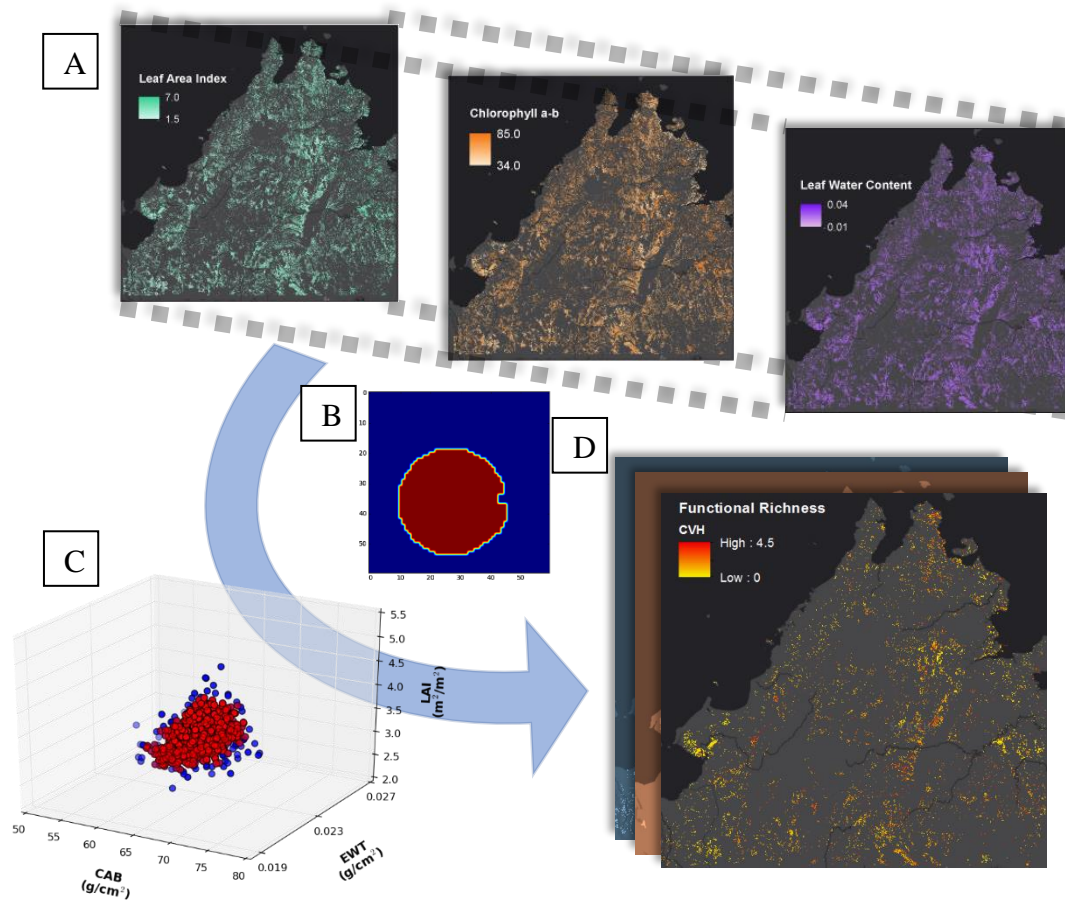 A
Leaf Area Index
7.0
1.5
Chlorophyll a-b
85.0
34.0
Leaf Water Content
0.04
0.01
B
0
10
20
30
40
50
0
10
20
30
40
50
D
Functional Richness
CVH
High : 4.5
Low : 0
C
5.5
5.0
4.5
4.0
3.5
3.0
2.5
2.0
LAI
(m²/m²)
0.027
0.023
0.019
EWT
(g/cm²)
50
55
60
65
70
75
80
CAB
(g/cm²)